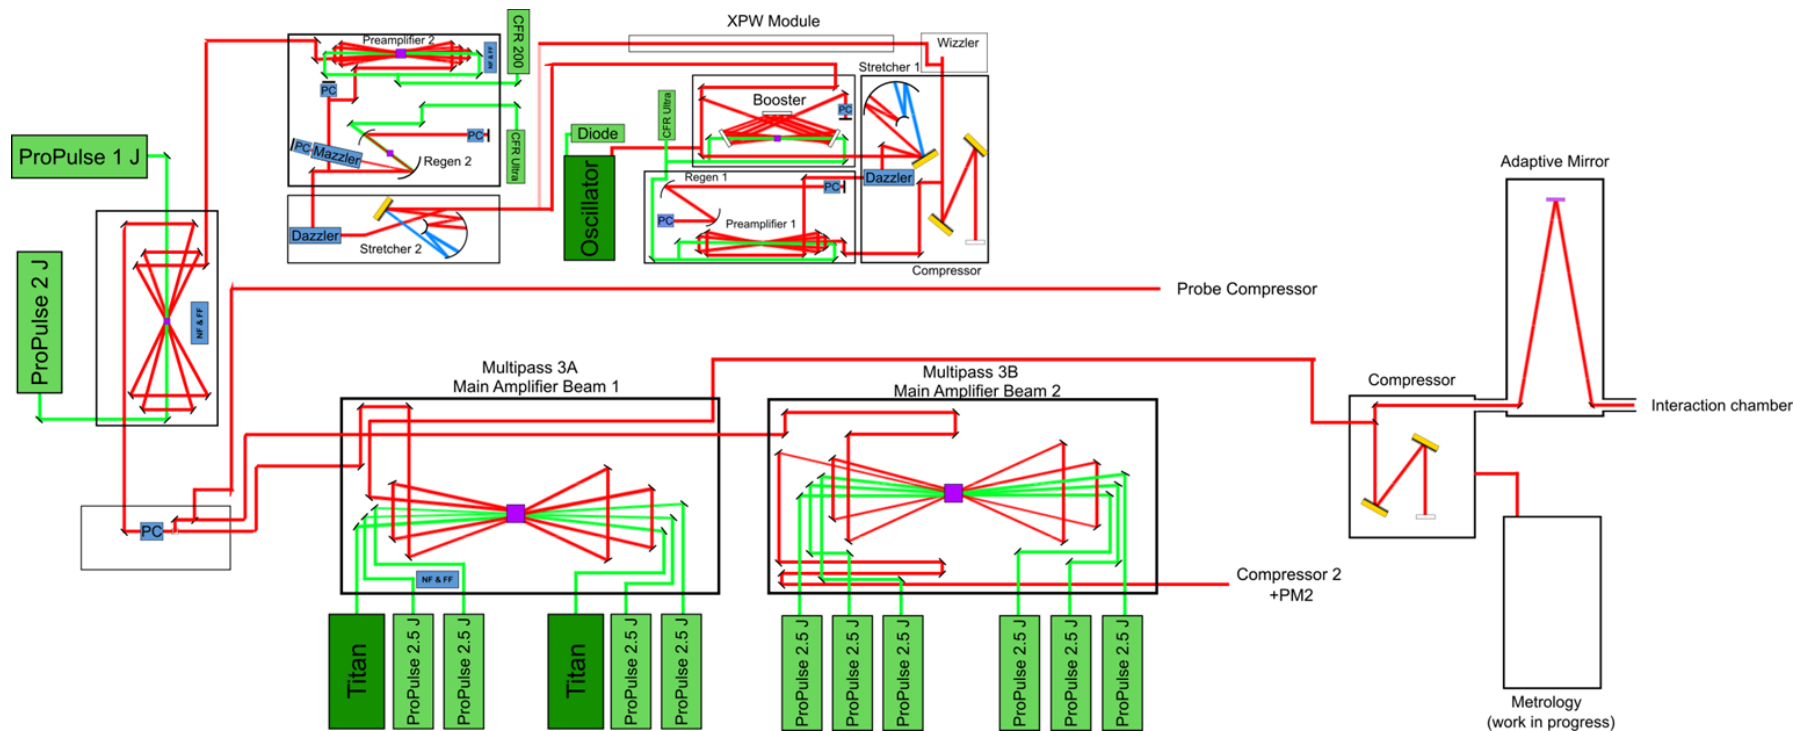 XPW Module
Preamplifier 2
NF & FF
CFR 200
Wizzler
Stretcher 1
PC
Booster
PC
CFR Ultra
Diode
ProPulse 1 J
PC
Mazzler
PC
Regen 2
CFR Ultra
Oscillator
Regen 1
PC
Dazzler
PC
Preamplifier 1
Dazzler
Stretcher 2
Compressor
Adaptive Mirror
ProPulse 2 J
NF & FF
Probe Compressor
Multipass 3A
Main Amplifier Beam 1
Multipass 3B
Main Amplifier Beam 2
Compressor
Interaction chamber
PC
NF & FF
Compressor 2
+PM2
Titan
ProPulse 2.5 J
ProPulse 2.5 J
Titan
ProPulse 2.5 J
ProPulse 2.5 J
ProPulse 2.5 J
ProPulse 2.5 J
ProPulse 2.5 J
ProPulse 2.5 J
ProPulse 2.5 J
ProPulse 2.5 J
Metrology
(work in progress)